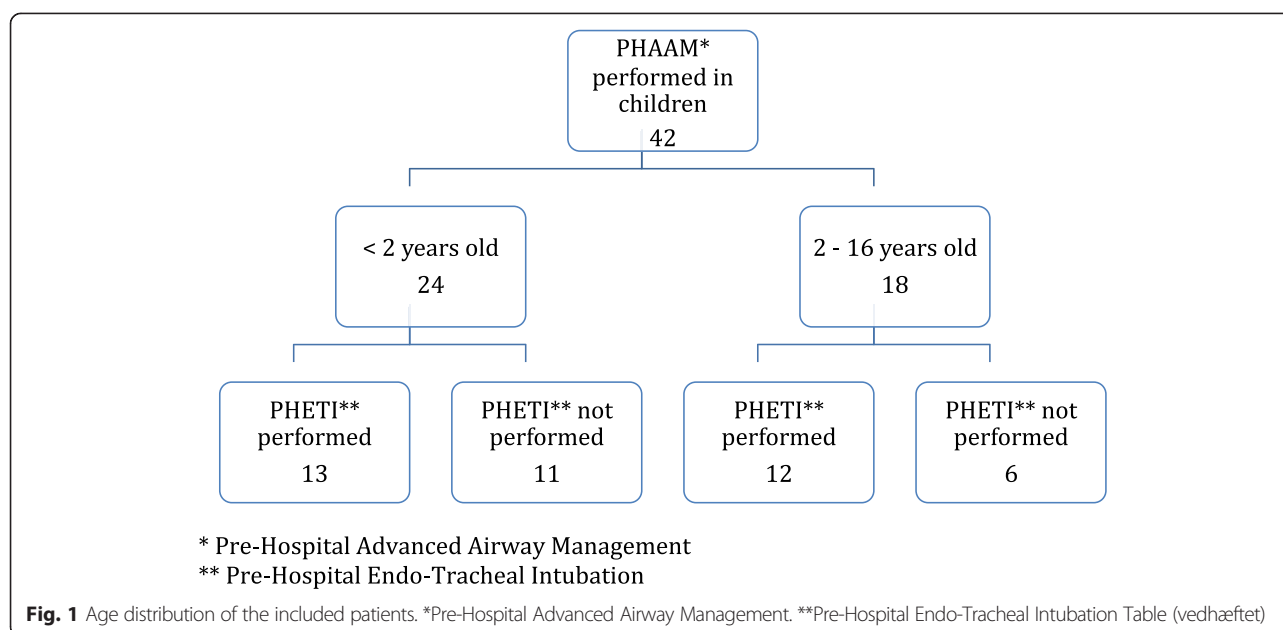 PHAAM*
performed in
children
42
< 2 years old
24
2 - 16 years old
18
PHETI**
performed
13
PHETI** not
performed
11
PHETI**
performed
12
PHETI** not
performed
6
* Pre-Hospital Advanced Airway Management
** Pre-Hospital Endo-Tracheal Intubation
Fig. 1 Age distribution of the included patients. *Pre-Hospital Advanced Airway Management. **Pre-Hospital Endo-Tracheal Intubation Table (vedhæftet)